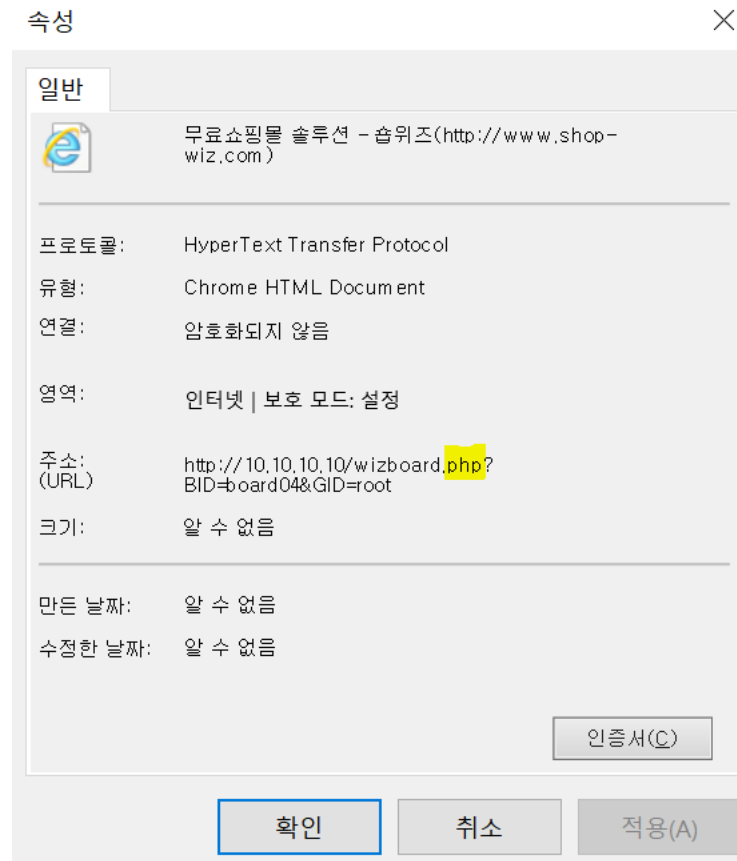 속성
일반
무료쇼핑몰 솔루션 - 숍위즈(http://www.shop-
wiz.com)
프로토콜: HyperText Transfer Protocol
유형: Chrome HTML Document
연결: 암호화되지 않음
영역: 인터넷 | 보호 모드: 설정
주소: http://10.10.10.10/wizboard.php?
(URL) BID=board04&GID=root
크기: 알 수 없음
만든 날짜: 알 수 없음
수정한 날짜: 알 수 없음
인증서(C)
확인 취소 적용(A)